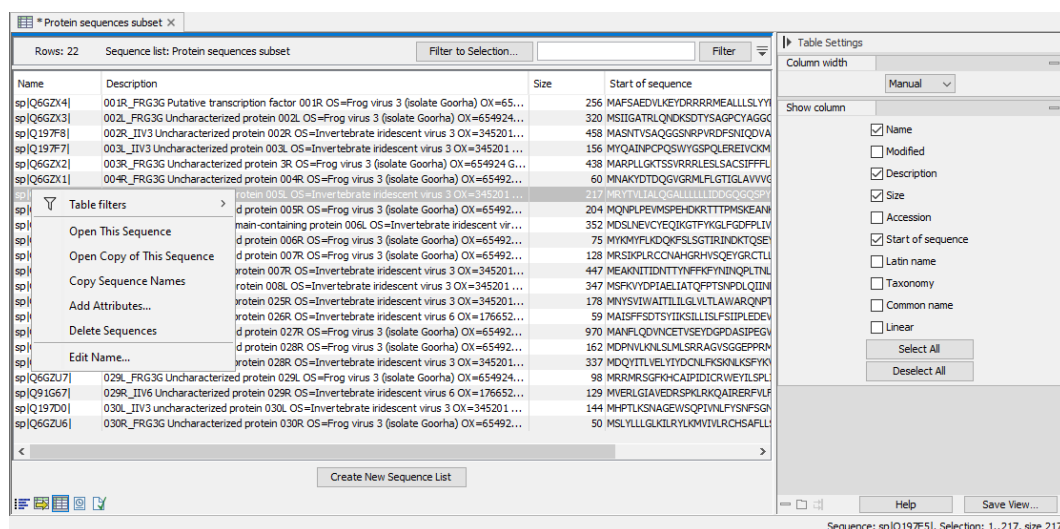 * Protein sequences subset
Rows: 22 Sequence list: Protein sequences subset Filter to Selection... Filter
Name Description Size Start of sequence
sp|Q6GZX4| 001R_FRG3G Putative transcription factor 001R OS=Frog virus 3 (isolate Goorha) OX=65... 256 MAFSAEDVLKEYDRRRRMEALLLSLYY
sp|Q6GZX3| 002L_FRG3G Uncharacterized protein 002L OS=Frog virus 3 (isolate Goorha) OX=654924... 320 MSIIGATRLQNDKSDTYSAGPCYAGG
sp|Q197F8| 002R_IIV3 Uncharacterized protein 002R OS=Invertebrate iridescent virus 3 OX=345201... 458 MASNTVSAQGGSNRPVRDFSNIQDVA
sp|Q197F7| 003L_IIV3 Uncharacterized protein 003L OS=Invertebrate iridescent virus 3 OX=345201 ... 156 MYQAINPCPQSWYGSPQLEREIVCKM
sp|Q6GZX2| 003R_FRG3G Uncharacterized protein 3R OS=Frog virus 3 (isolate Goorha) OX=654924 G... 438 MARPLLGKTSSVRRRLESLSACSIFFFL
sp|Q6GZX1| 004R_FRG3G Uncharacterized protein 004R OS=Frog virus 3 (isolate Goorha) OX=65492... 60 MNAKYDTDQGVGRMLFLGTIGLAVVVG
rotein 005L OS=Invertebrate iridescent virus 3 OX=345201 ... 217 MRYTVLIALQGALLLLLLIDDGQGQSPY
d protein 005R OS=Frog virus 3 (isolate Goorha) OX=65492... 204 MQNPLPEVMSPEHDKRTTTPMSKEAN
main-containing protein 006L OS=Invertebrate iridescent vir... 352 MDSLNEVCYEQIKGTFYKGLFGDFPLIV
d protein 006R OS=Frog virus 3 (isolate Goorha) OX=65492... 75 MYKMYFLKDQKFSLSGTIRINDKTQSEY
d protein 007R OS=Frog virus 3 (isolate Goorha) OX=65492... 128 MRSIKPLRCCNAHGRHVSQEYGRCTLL
rotein 007R OS=Invertebrate iridescent virus 3 OX=345201... 447 MEAKNITIDNTTYNFFKFYNINQPLTNL
rotein 008L OS=Invertebrate iridescent virus 3 OX=345201 ... 347 MSFKVYDPIAELIATQFPTSNPDLQIIN
rotein 025R OS=Invertebrate iridescent virus 3 OX=345201... 178 MNYSVIWAITILILGLVLTLAWARQNPT
rotein 026R OS=Invertebrate iridescent virus 6 OX=176652... 59 MAISFFSDTSYIIKSILLISLFSIIPLEDEV
d protein 027R OS=Frog virus 3 (isolate Goorha) OX=65492... 970 MANFLQDVNCETVSEYDGPDASIPEGV
d protein 028R OS=Frog virus 3 (isolate Goorha) OX=65492... 162 MDPNVLKNLSLMLSRRAGVSGGEPPRM
rotein 028R OS=Invertebrate iridescent virus 3 OX=345201... 337 MDQYITLVELYIYDCNLFKSKNLKSFYK
sp|Q6GZU7| 029L_FRG3G Uncharacterized protein 029L OS=Frog virus 3 (isolate Goorha) OX=654924... 98 MRRMRSGFKHCAIPIDICRWEYILSPL
sp|Q91G67| 029R_IIV6 Uncharacterized protein 029R OS=Invertebrate iridescent virus 6 OX=176652... 129 MVERLGIAVEDRSPKLRKQAIRERFVLF
sp|Q197D0| 030L_IIV3 uncharacterized protein 030L OS=Invertebrate iridescent virus 3 OX=345201 ... 144 MHPTLKSNAGEWSQPIVNLFYSNFSGN
sp|Q6GZU6| 030R_FRG3G Uncharacterized protein 030R OS=Frog virus 3 (isolate Goorha) OX=65492... 50 MSLYLLLGLKILRYLKMVIVLRCHSAFLL
Table filters
Open This Sequence
Open Copy of This Sequence
Copy Sequence Names
Add Attributes...
Delete Sequences
Edit Name...
Create New Sequence List
Table Settings
Column width
Manual
Show column
Name
Modified
Description
Size
Accession
Start of sequence
Latin name
Taxonomy
Common name
Linear
Select All
Deselect All
Help Save View...
Sequence: sp|Q197F5|, Selection: 1..217, size 217